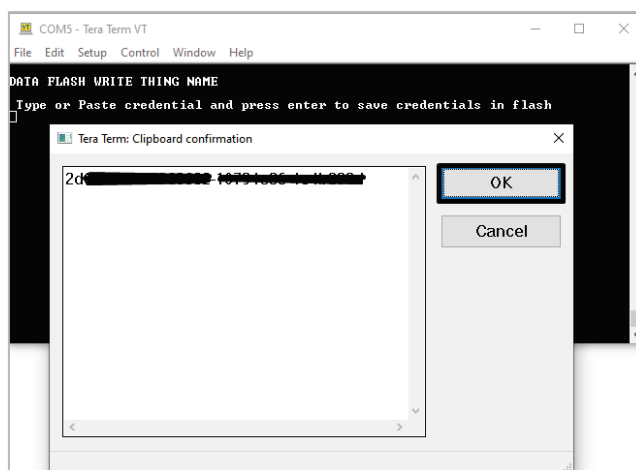 COM5 - Tera Term VT
File Edit Setup Control Window Help
DATA FLASH WRITE THING NAME
Type or Paste credential and press enter to save credentials in flash
Tera Term: Clipboard confirmation
2d
OK
Cancel